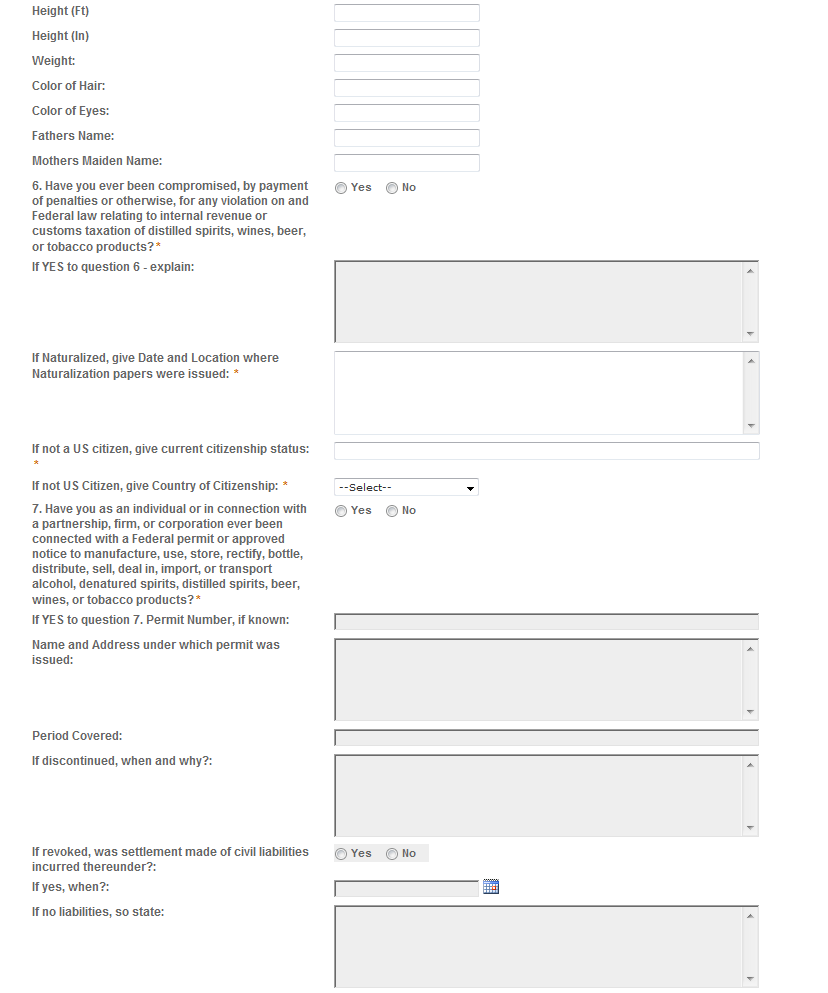 Height (Ft)
Height (In)
Weight:
Color of Hair:
Color of Eyes:
Fathers Name:
Mothers Maiden Name:
6. Have you ever been compromised, by payment
of penalties or otherwise, for any violation on and
Federal law relating to internal revenue or
customs taxation of distilled spirits, wines, beer,
or tobacco products?*
Yes No
If YES to question 6 - explain:
If Naturalized, give Date and Location where
Naturalization papers were issued: *
If not a US citizen, give current citizenship status:
*
If not US Citizen, give Country of Citizenship: *
--Select--
7. Have you as an individual or in connection with
a partnership, firm, or corporation ever been
connected with a Federal permit or approved
notice to manufacture, use, store, rectify, bottle,
distribute, sell, deal in, import, or transport
alcohol, denatured spirits, distilled spirits, beer,
wines, or tobacco products?*
Yes No
If YES to question 7. Permit Number, if known:
Name and Address under which permit was
issued:
Period Covered:
If discontinued, when and why?:
If revoked, was settlement made of civil liabilities
incurred thereunder?:
Yes No
If yes, when?:
If no liabilities, so state: